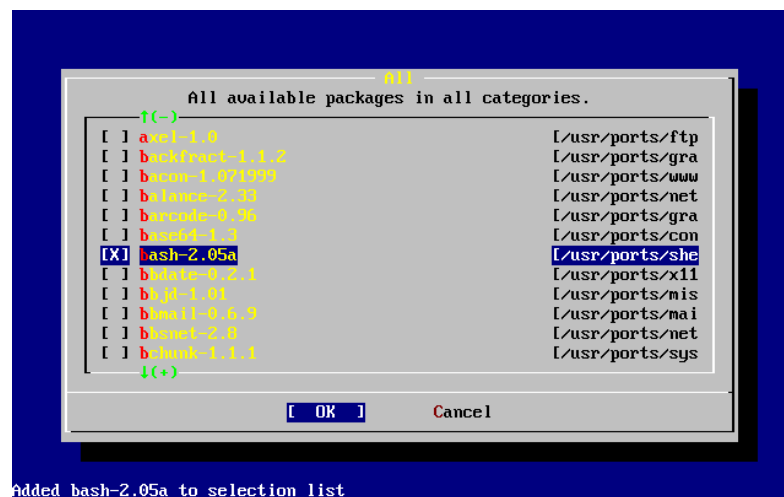 All
All available packages in all categories.
↑(-)
[ ] axel-1.0 [/usr/ports/ftp
[ ] backfract-1.1.2 [/usr/ports/gra
[ ] bacon-1.071999 [/usr/ports/www
[ ] balance-2.33 [/usr/ports/net
[ ] barcode-0.96 [/usr/ports/gra
[ ] base64-1.3 [/usr/ports/con
[X] bash-2.05a [/usr/ports/she
[ ] bbdate-0.2.1 [/usr/ports/x11
[ ] bbjd-1.01 [/usr/ports/mis
[ ] bbmail-0.6.9 [/usr/ports/mai
[ ] bbsnet-2.8 [/usr/ports/net
[ ] bchunk-1.1.1 [/usr/ports/sys
↓(+)
[ OK ] Cancel
Added bash-2.05a to selection list